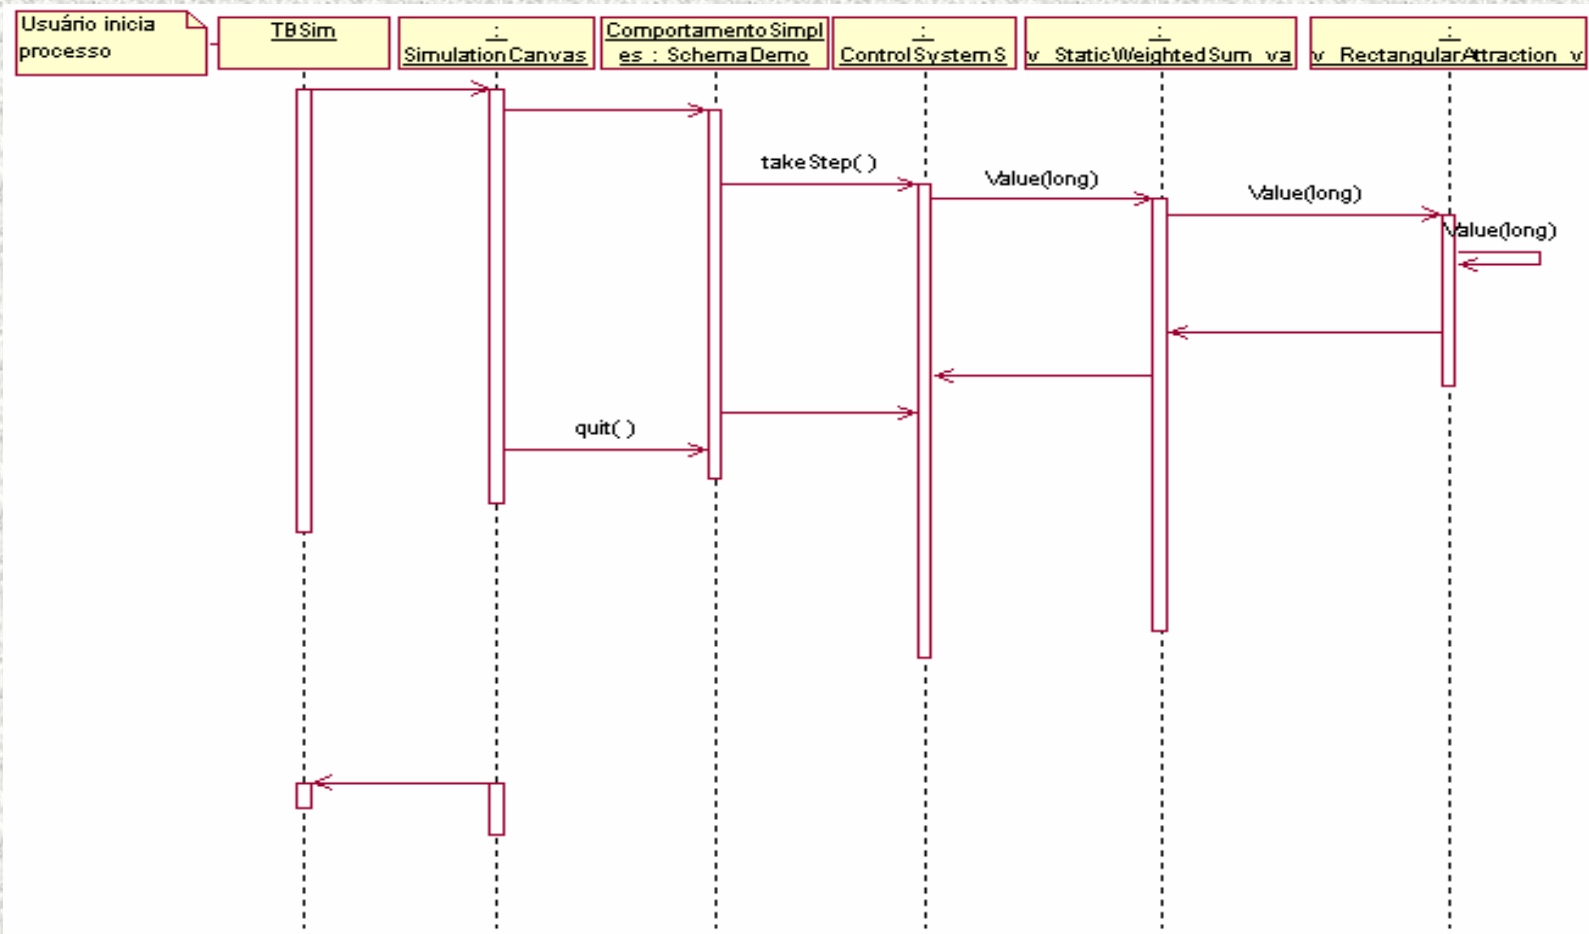 Usuário inicia
processo
TBSim
:
SimulationCanvas
ComportamentoSimpl
es : SchemaDemo
:
ControlSystemS
:
v_StaticWeightedSum_va
:
v_RectangularAttraction_v
takeStep( )
Value(long)
Value(long)
Value(long)
quit( )